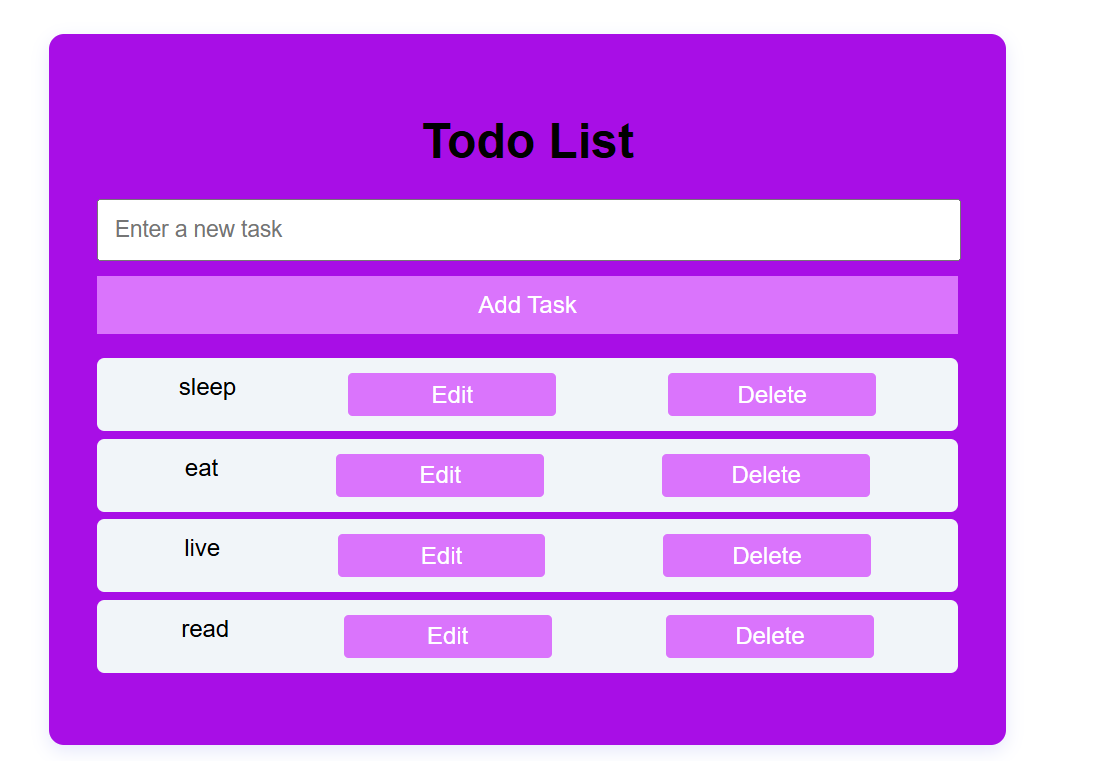 Todo List
Enter a new task
Add Task
sleep Edit Delete
eat Edit Delete
live Edit Delete
read Edit Delete